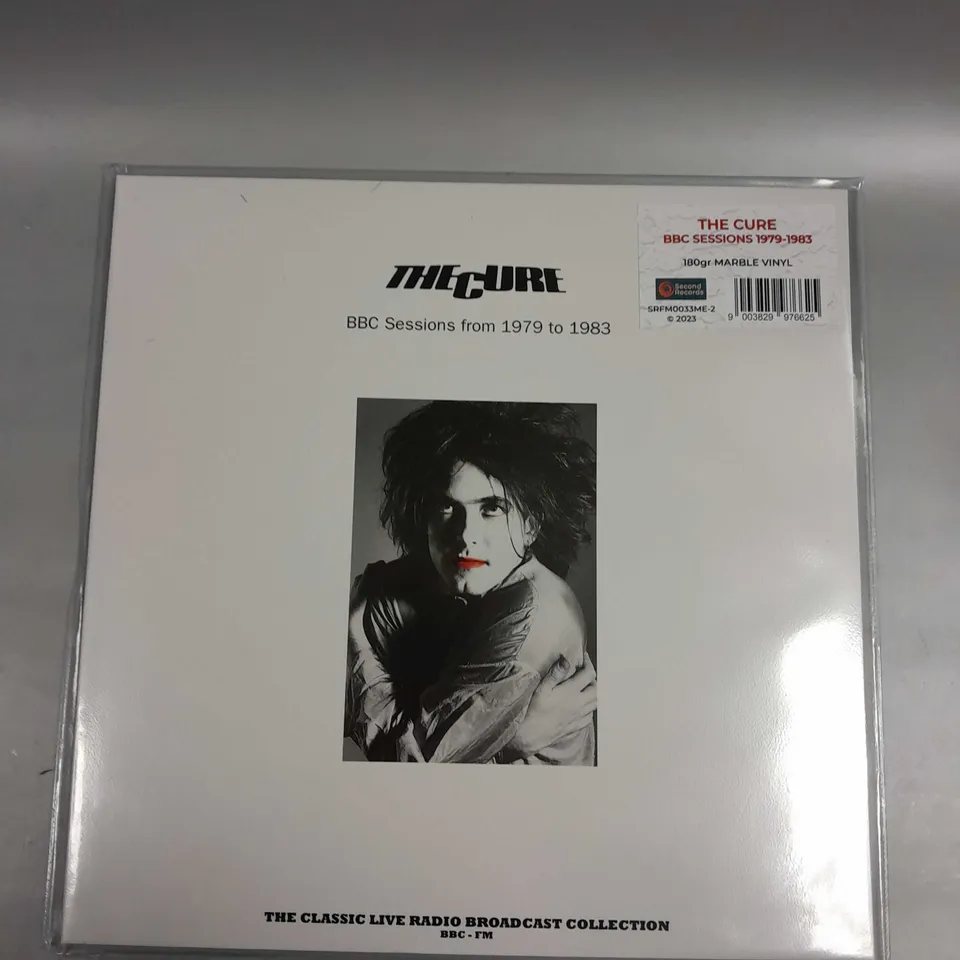 THE CURE
BBC Sessions from 1979 to 1983
THE CURE
BBC SESSIONS 1979-1983
180gr MARBLE VINYL
Second
Records
SRFM0033ME-2
© 2023
9 003829 976625
THE CLASSIC LIVE RADIO BROADCAST COLLECTION
BBC - FM